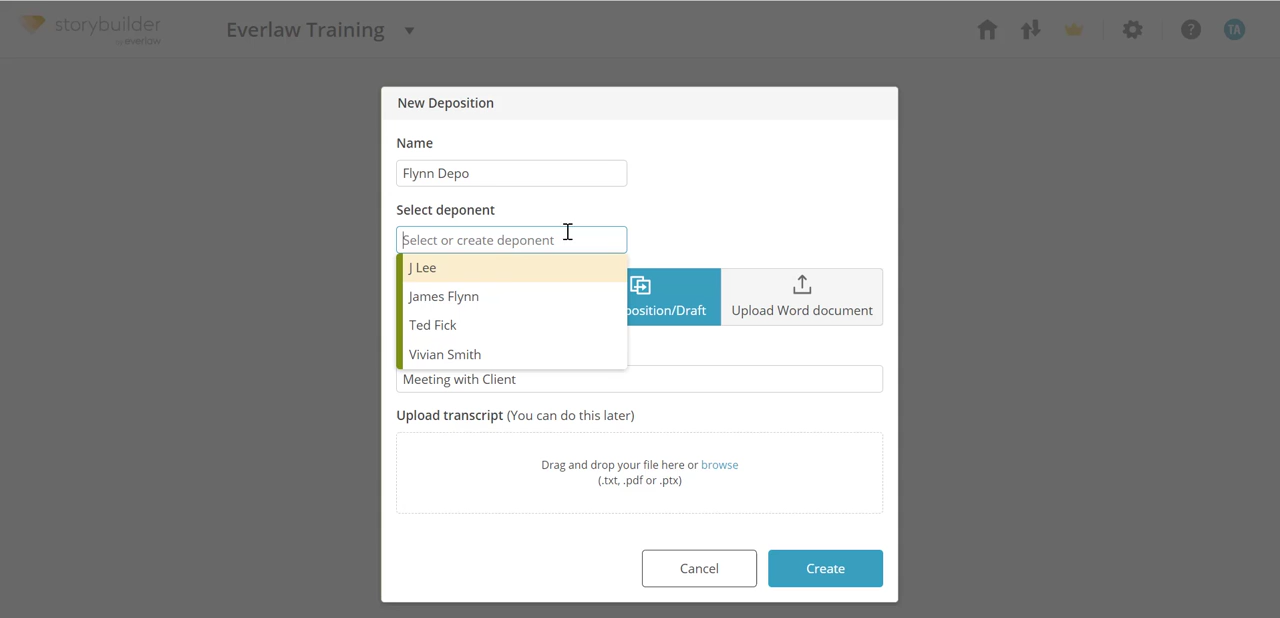 storybuilder
by everlaw
Everlaw Training
?
TA
New Deposition
Name
Flynn Depo
Select deponent
Select or create deponent
J Lee
James Flynn
Ted Fick
Vivian Smith
position/Draft
Upload Word document
Meeting with Client
Upload transcript (You can do this later)
Drag and drop your file here or browse
(.txt, .pdf or .ptx)
Cancel
Create